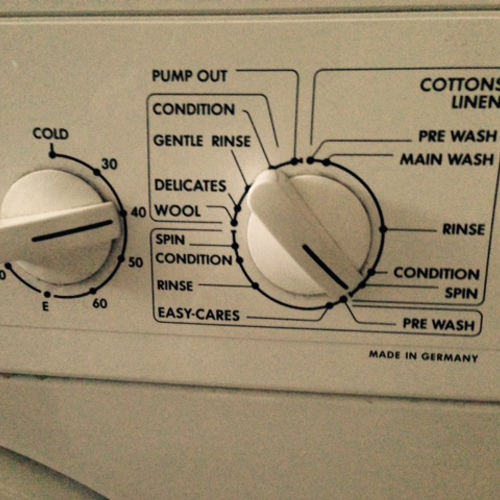 PUMP OUT
COTTONS
LINEN
CONDITION
GENTLE RINSE
PRE WASH
MAIN WASH
COLD
30
DELICATES
WOOL
40
RINSE
SPIN
CONDITION
50
CONDITION
RINSE
SPIN
0
E
60
EASY-CARES
PRE WASH
MADE IN GERMANY